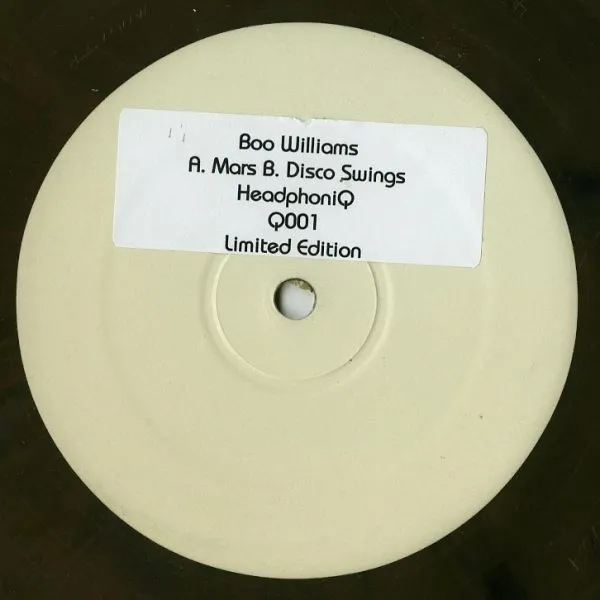 Boo Williams
A. Mars B. Disco Swings
HeadphoniQ
Q001
Limited Edition